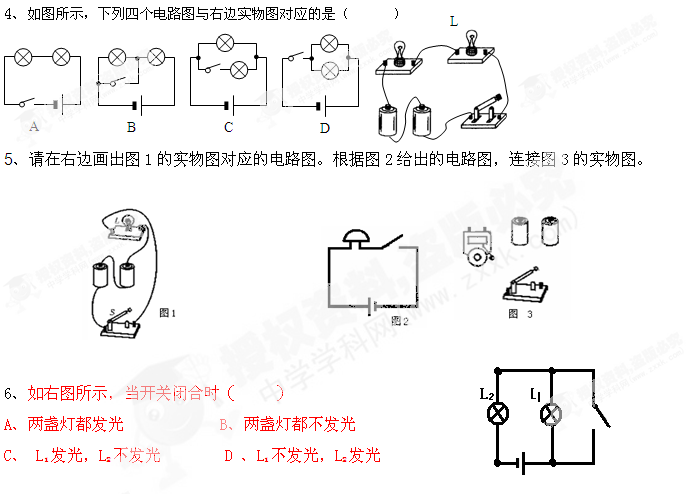 4、如图所示，下列四个电路图与右边实物图对应的是（　　）
L
A B C D
5、请在右边画出图1的实物图对应的电路图。根据图2给出的电路图，连接图3的实物图。
L
S
图1
图2
图 3
6、如右图所示，当开关闭合时（　　）
A、两盏灯都发光 B、两盏灯都不发光
C、 L₁发光，L₂不发光 D 、L₁不发光，L₂发光
L₂ L₁
中学学科网